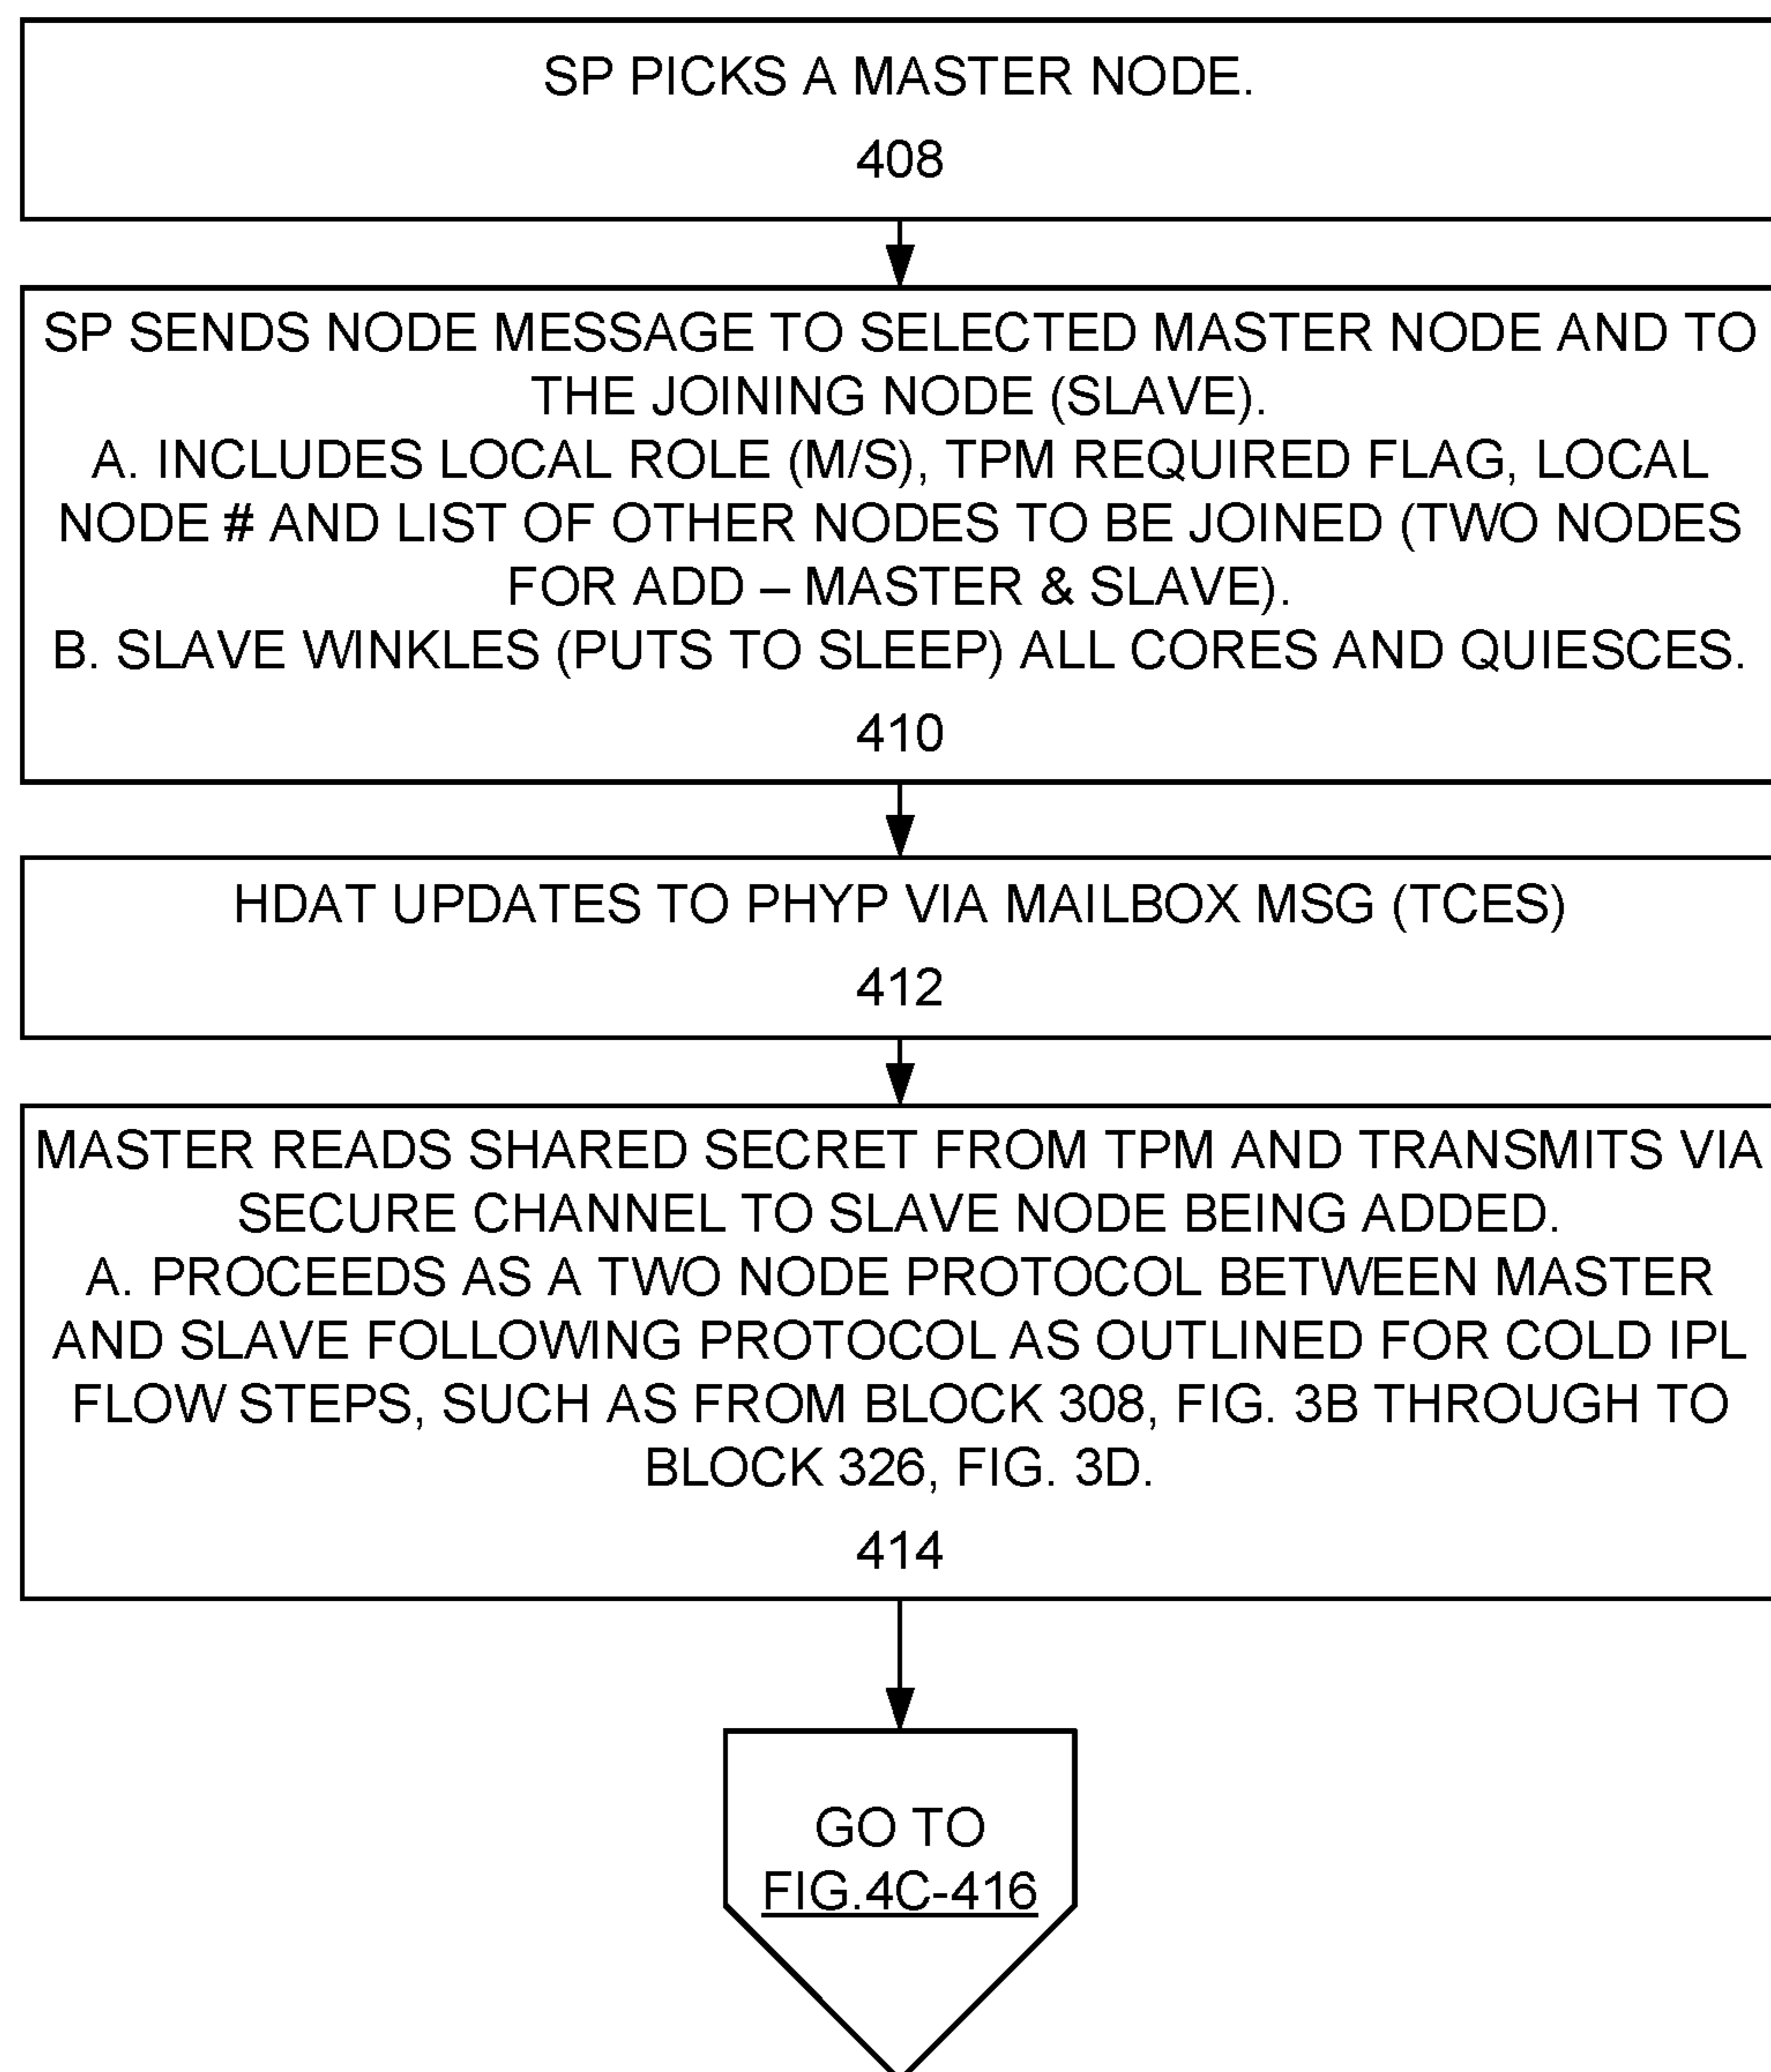 SP PICKS A MASTER NODE.
408
SP SENDS NODE MESSAGE TO SELECTED MASTER NODE AND TO
THE JOINING NODE (SLAVE).
A. INCLUDES LOCAL ROLE (M/S), TPM REQUIRED FLAG, LOCAL
NODE # AND LIST OF OTHER NODES TO BE JOINED (TWO NODES
FOR ADD – MASTER & SLAVE).
B. SLAVE WINKLES (PUTS TO SLEEP) ALL CORES AND QUIESCES.
410
HDAT UPDATES TO PHYP VIA MAILBOX MSG (TCES)
412
MASTER READS SHARED SECRET FROM TPM AND TRANSMITS VIA
SECURE CHANNEL TO SLAVE NODE BEING ADDED.
A. PROCEEDS AS A TWO NODE PROTOCOL BETWEEN MASTER
AND SLAVE FOLLOWING PROTOCOL AS OUTLINED FOR COLD IPL
FLOW STEPS, SUCH AS FROM BLOCK 308, FIG. 3B THROUGH TO
BLOCK 326, FIG. 3D.
414
GO TO
FIG.4C-416